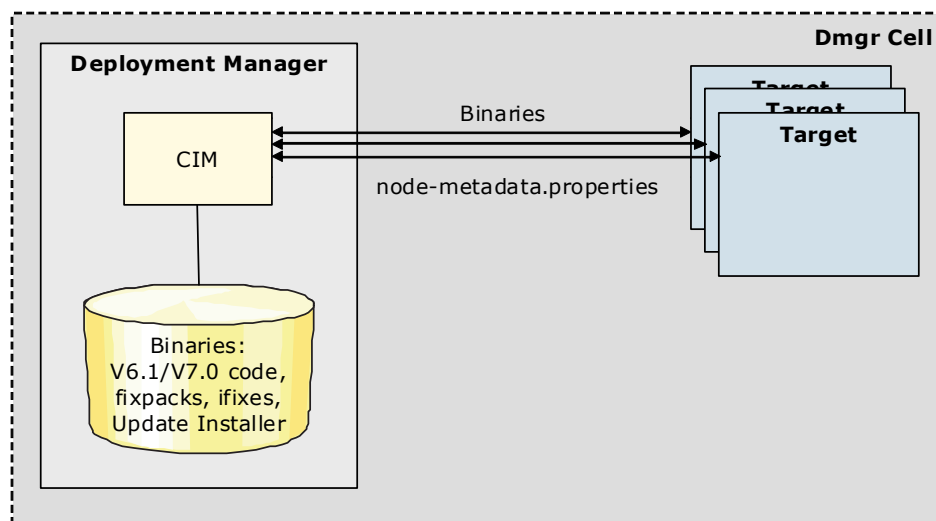 Dmgr Cell
Deployment Manager
CIM
Binaries
node-metadata.properties
Target
Target
Target
Binaries:
V6.1/V7.0 code,
fixpacks, ifixes,
Update Installer